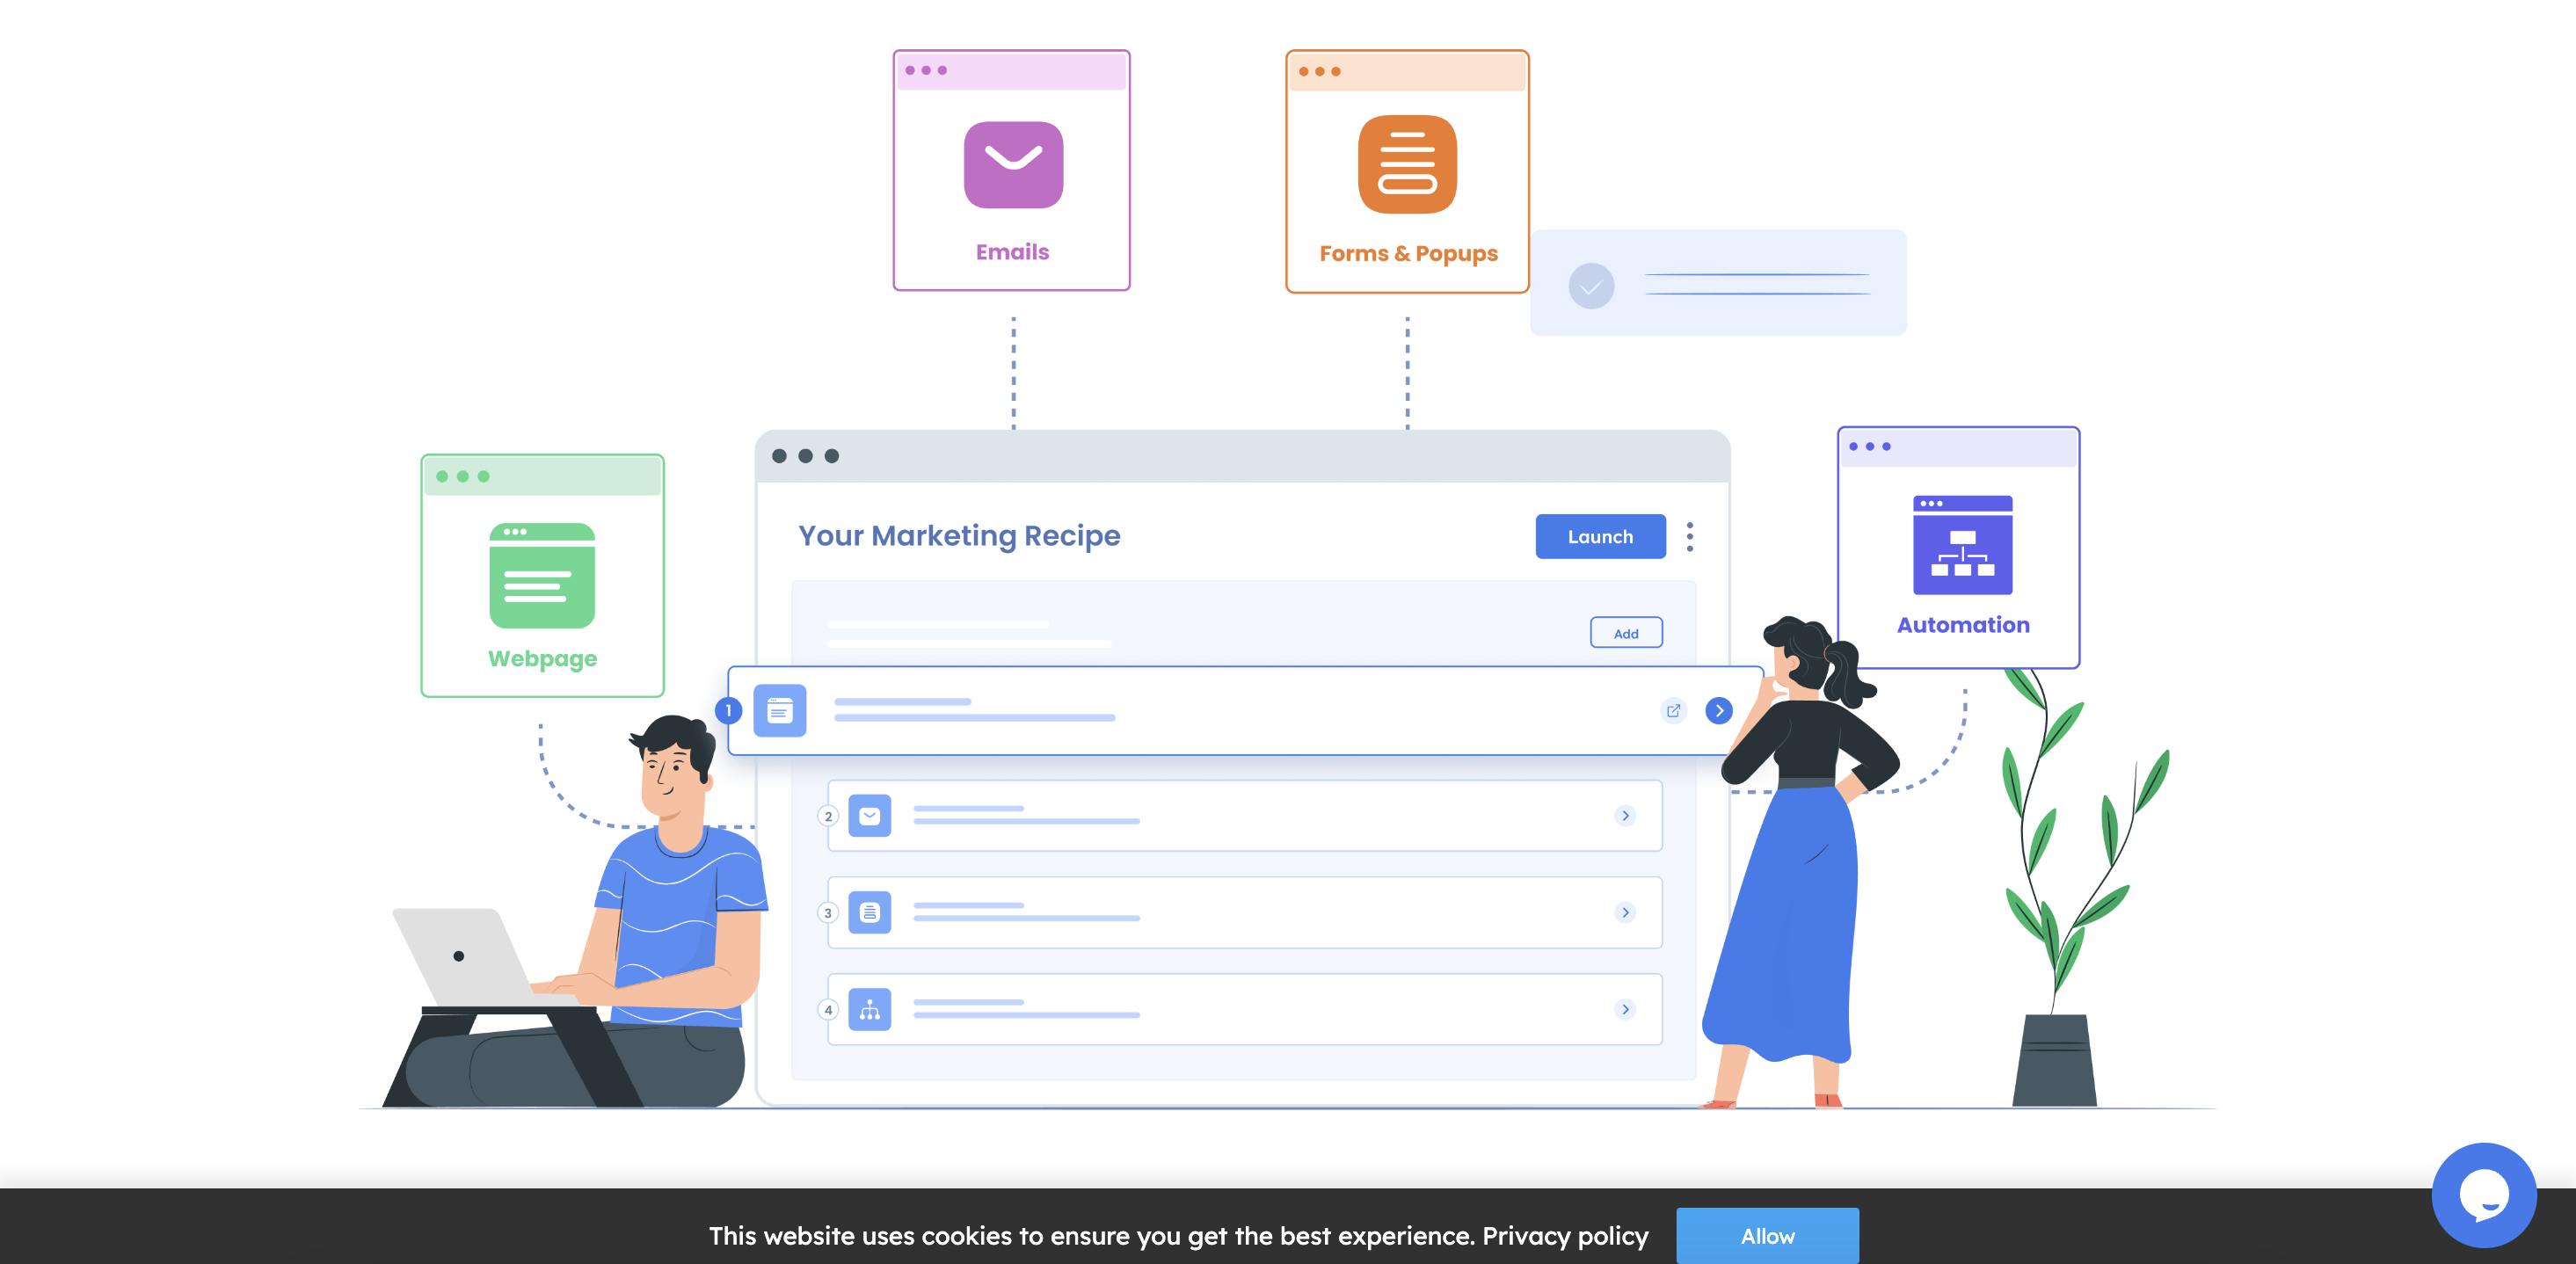 Emails
Forms & Popups
Webpage
Your Marketing Recipe
Launch
Add
Automation
1
2
3
4
This website uses cookies to ensure you get the best experience. Privacy policy
Allow